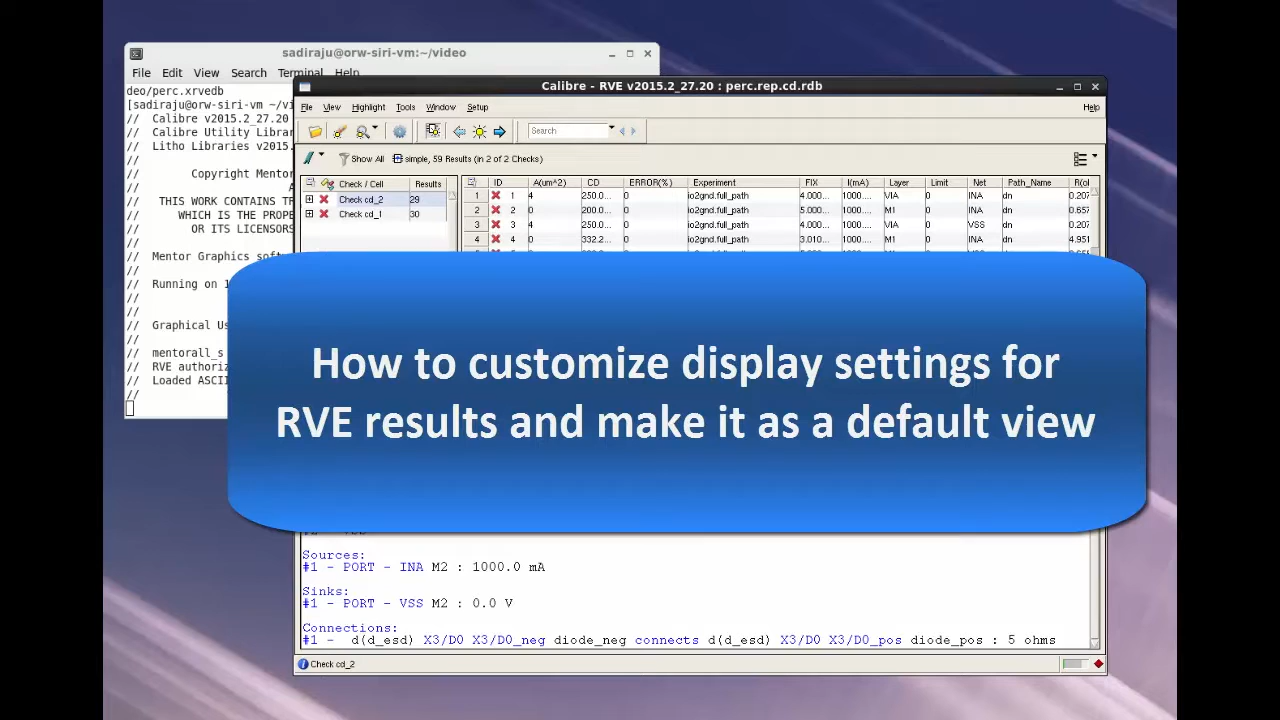 sadiraju@orw-siri-vm:~/video
File Edit View Search Terminal Help
deo/perc.xrvedb
[sadiraju@orw-siri-vm ~/vi
// Calibre v2015.2_27.20
// Calibre Utility Librar
// Litho Libraries v2015.
//
// Copyright Mentor
//
// THIS WORK CONTAINS TR
// WHICH IS THE PROPE
// OR ITS LICENSORS
//
// Mentor Graphics sof
//
// Running on 1
//
//
// Graphical Us
//
// mentorall_s
// RVE authoriz
// Loaded ASCII
//
Calibre - RVE v2015.2_27.20 : perc.rep.cd.rdb
File View Highlight Tools Window Setup Help
Search
Show All simple, 59 Results (in 2 of 2 Checks)
Check / Cell Results
Check cd_2 29
Check cd_1 30
ID A(um^2) CD ERROR(%) Experiment FIX I(mA) Layer Limit Net Path_Name R(ol
1 1 4 250.0... 0 io2gnd.full_path 4.000... 1000.... VIA 0 INA dn 0.207
2 2 0 200.0... 0 io2gnd.full_path 5.000... 1000.... M1 0 INA dn 0.657
3 3 4 250.0... 0 io2gnd.full_path 4.000... 1000.... VIA 0 VSS dn 0.207
4 4 0 332.2... 0 io2gnd.full_path 3.010... 1000.... M1 0 INA dn 4.951
How to customize display settings for
RVE results and make it as a default view
Sources:
#1 - PORT - INA M2 : 1000.0 mA
Sinks:
#1 - PORT - VSS M2 : 0.0 V
Connections:
#1 - d(d_esd) X3/D0 X3/D0_neg diode_neg connects d(d_esd) X3/D0 X3/D0_pos diode_pos : 5 ohms
Check cd_2